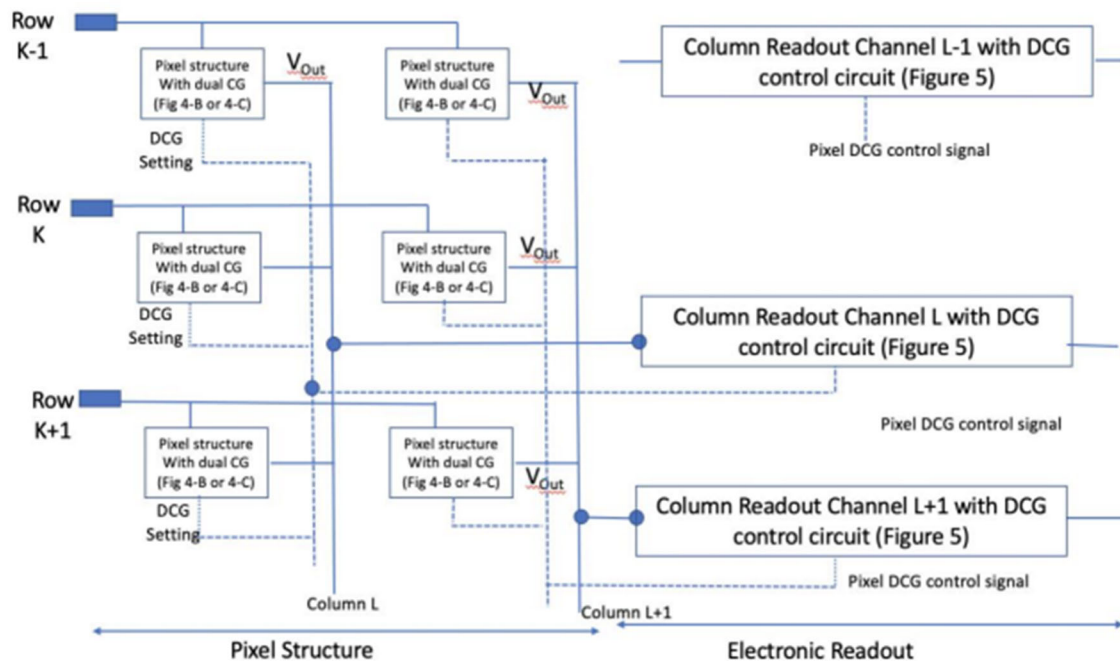 Row
K-1
Pixel structure
With dual CG
(Fig 4-B or 4-C)
VOut
Pixel structure
With dual CG
(Fig 4-B or 4-C)
VOut
DCG
Setting
Column Readout Channel L-1 with DCG
control circuit (Figure 5)
Pixel DCG control signal
Row
K
Pixel structure
With dual CG
(Fig 4-B or 4-C)
Pixel structure
With dual CG
(Fig 4-B or 4-C)
VOut
DCG
Setting
Column Readout Channel L with DCG
control circuit (Figure 5)
Pixel DCG control signal
Row
K+1
Pixel structure
With dual CG
(Fig 4-B or 4-C)
Pixel structure
With dual CG
(Fig 4-B or 4-C)
VOut
DCG
Setting
Column Readout Channel L+1 with DCG
control circuit (Figure 5)
Pixel DCG control signal
Column L
Column L+1
Pixel Structure
Electronic Readout